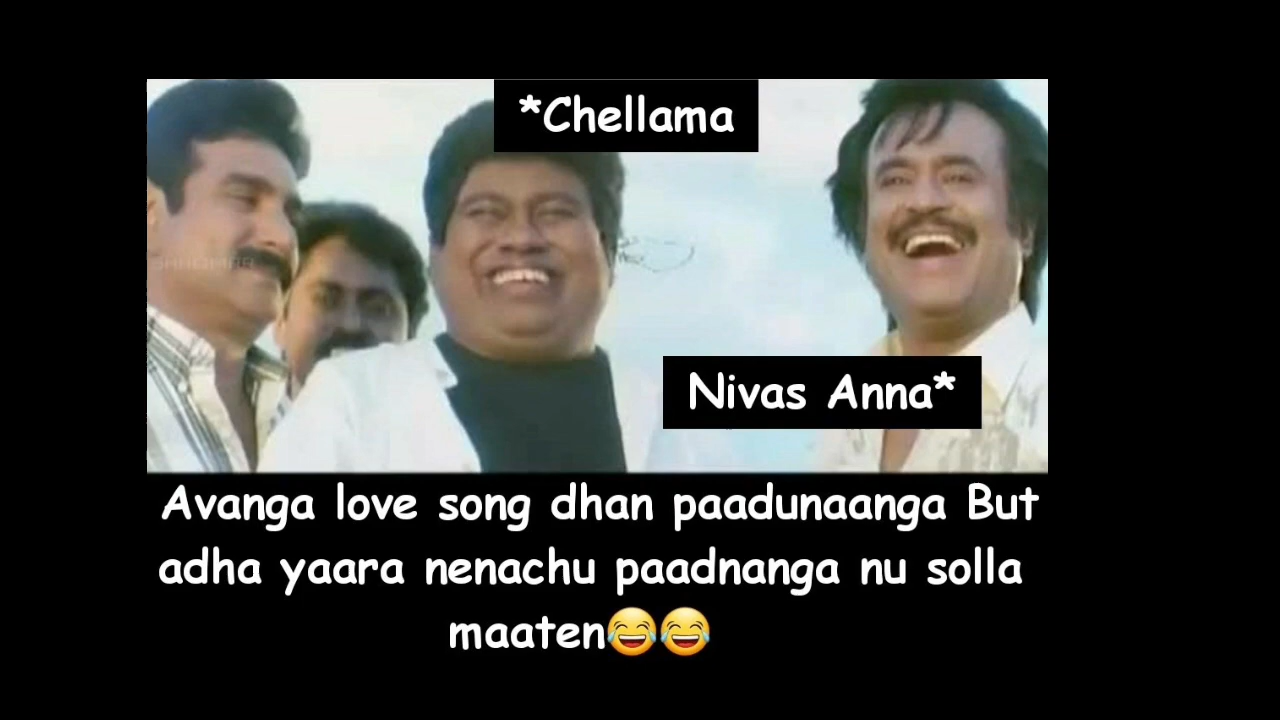 *Chellama
Nivas Anna*
Avanga love song dhan paadunaanga But
adha yaara nenachu paadnanga nu solla
maaten😂😂